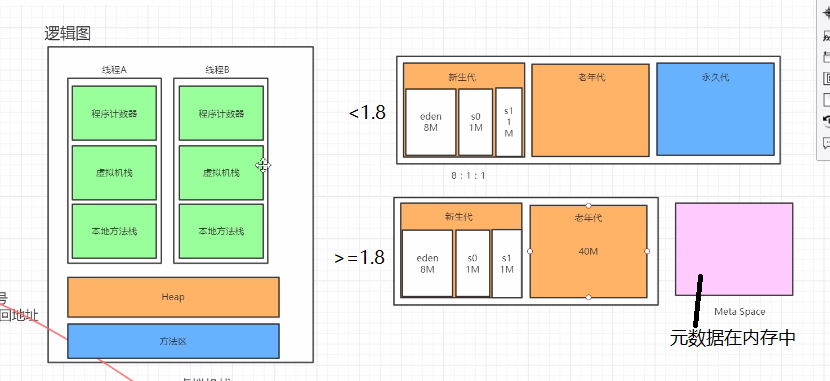 逻辑图
线程A
线程B
程序计数器
程序计数器
虚拟机栈
虚拟机栈
本地方法栈
本地方法栈
Heap
方法区
号
回地址
<1.8
新生代
老年代
永久代
eden
8M
s0
1M
s1
1
M
8:1:1
>=1.8
新生代
老年代
eden
8M
s0
1M
s1
1M
40M
Meta Space
元数据在内存中